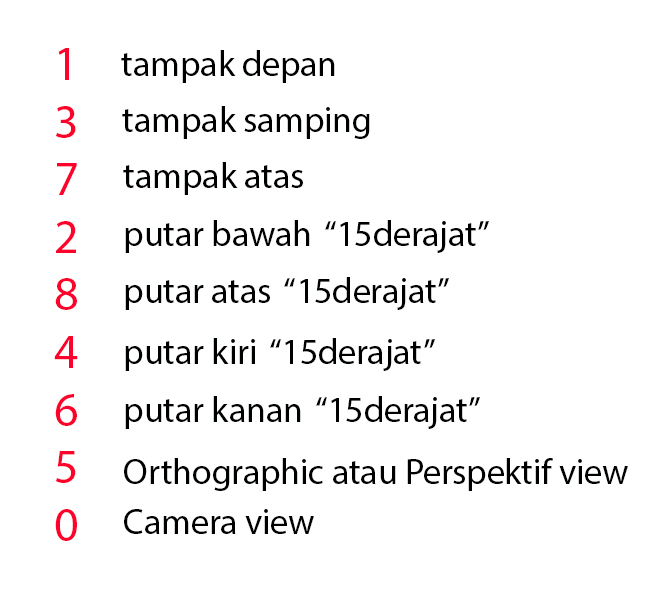 1 tampak depan
3 tampak samping
7 tampak atas
2 putar bawah “15derajat”
8 putar atas “15derajat”
4 putar kiri “15derajat”
6 putar kanan “15derajat”
5 Orthographic atau Perspektif view
0 Camera view